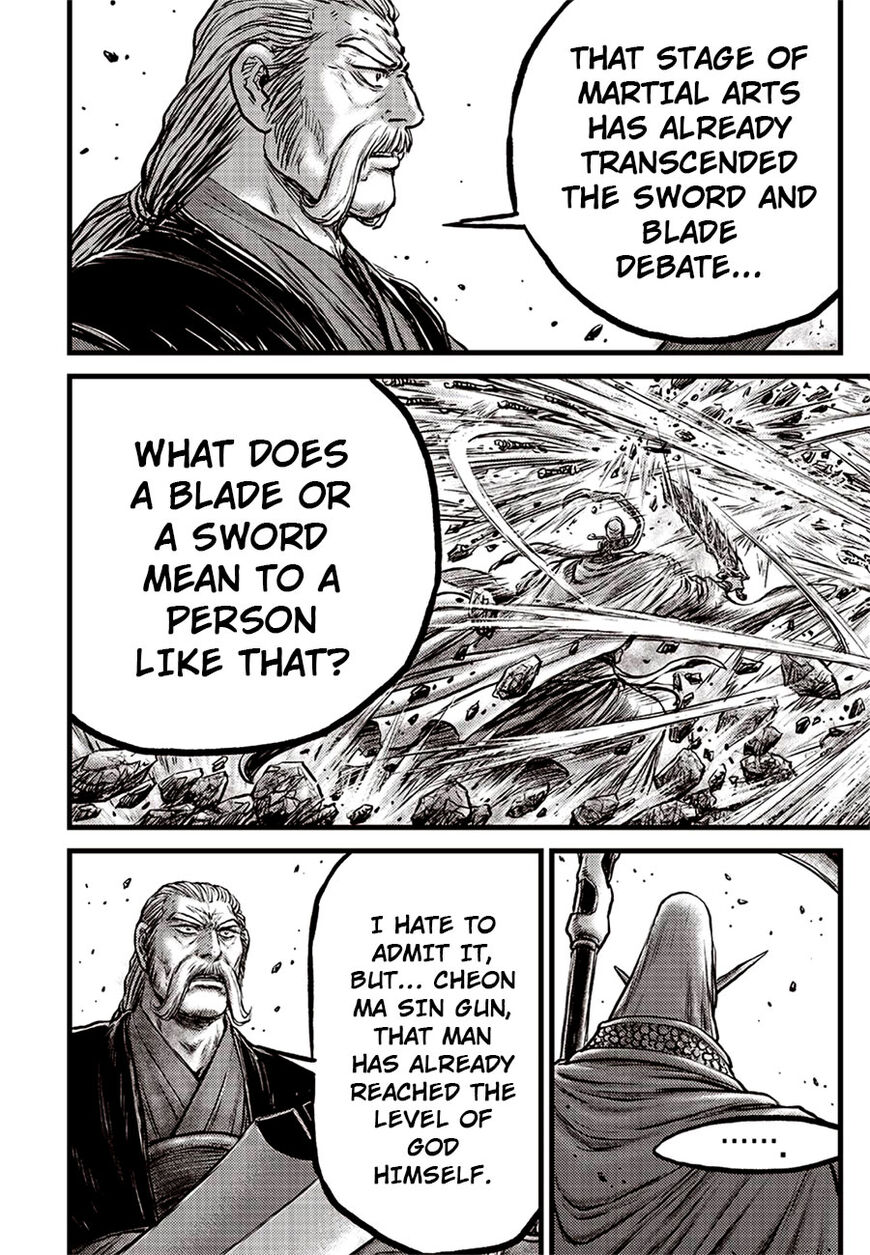 THAT STAGE OF
MARTIAL ARTS
HAS ALREADY
TRANSCENDED
THE SWORD AND
BLADE
DEBATE...
WHAT DOES
A BLADE OR
A SWORD
MEAN TO A
PERSON
LIKE THAT?
I HATE TO
ADMIT IT,
BUT... CHEON
MA SIN GUN,
THAT MAN
HAS ALREADY
REACHED THE
LEVEL OF
GOD
HIMSELF.
.......